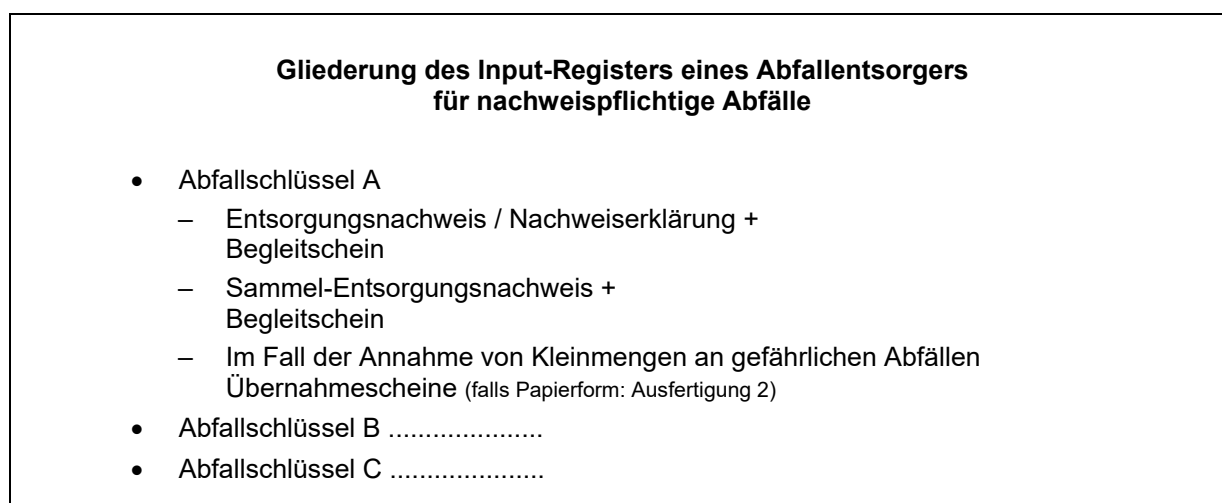 Gliederung des Input-Registers eines Abfallentsorgers
für nachweispflichtige Abfälle
• Abfallschlüssel A
– Entsorgungsnachweis / Nachweiserklärung +
Begleitschein
– Sammel-Entsorgungsnachweis +
Begleitschein
– Im Fall der Annahme von Kleinmengen an gefährlichen Abfällen
Übernahmescheine (falls Papierform: Ausfertigung 2)
• Abfallschlüssel B .....................
• Abfallschlüssel C .....................